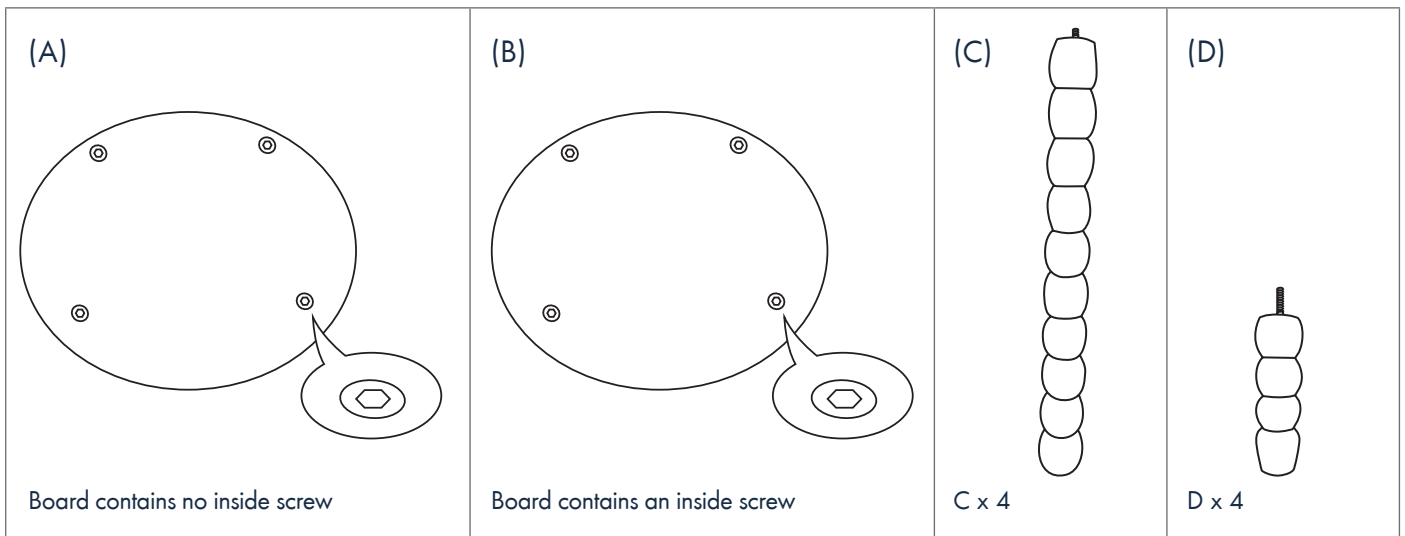 (A)
(B)
(C)
(D)
Board contains no inside screw
Board contains an inside screw
C x 4
D x 4